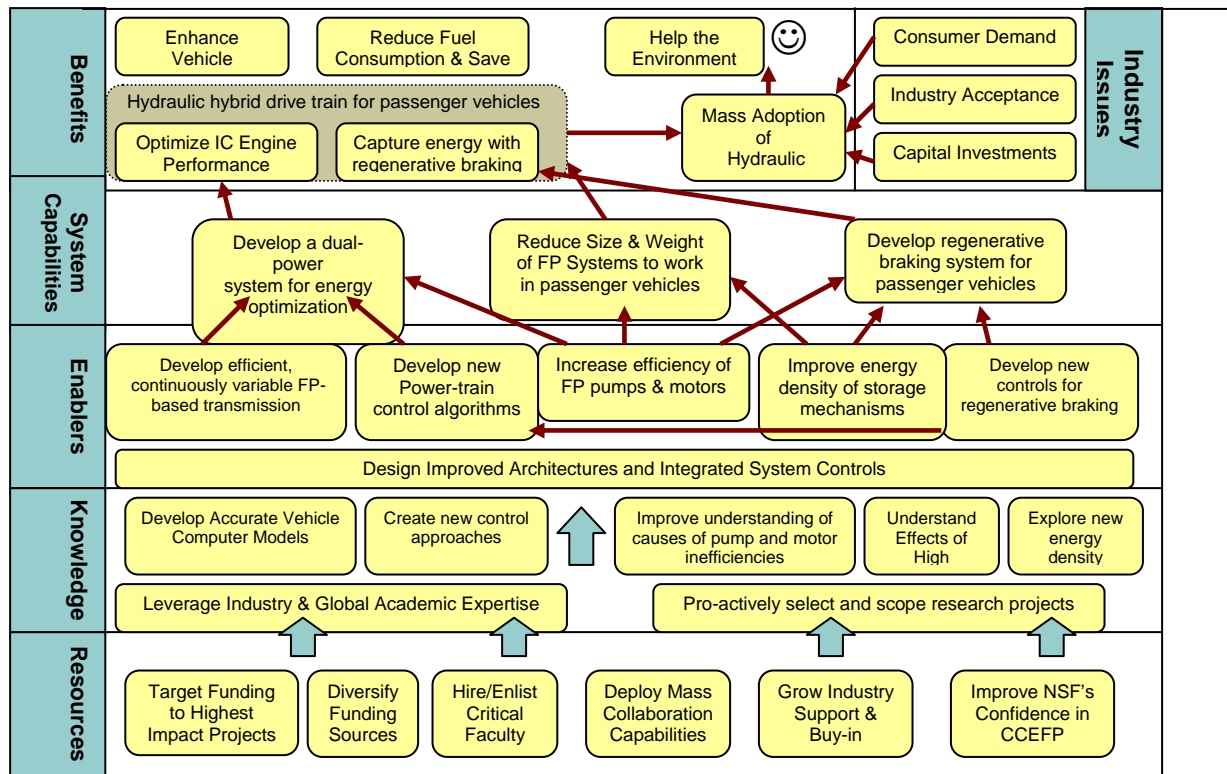 Benefits
Enhance
Vehicle
Reduce Fuel
Consumption & Save
Help the
Environment
Consumer Demand
Industry
Issues
Hydraulic hybrid drive train for passenger vehicles
Optimize IC Engine
Performance
Capture energy with
regenerative braking
Mass Adoption
of
Hydraulic
Industry Acceptance
Capital Investments
System
Capabilities
Develop a dual-
power
system for energy
optimization
Reduce Size & Weight
of FP Systems to work
in passenger vehicles
Develop regenerative
braking system for
passenger vehicles
Enablers
Develop efficient,
continuously variable FP-
based transmission
Develop new
Power-train
control algorithms
Increase efficiency of
FP pumps & motors
Improve energy
density of storage
mechanisms
Develop new
controls for
regenerative braking
Design Improved Architectures and Integrated System Controls
Knowledge
Develop Accurate Vehicle
Computer Models
Create new control
approaches
Improve understanding of
causes of pump and motor
inefficiencies
Understand
Effects of
High
Explore new
energy
density
Leverage Industry & Global Academic Expertise
Pro-actively select and scope research projects
Resources
Target Funding
to Highest
Impact Projects
Diversify
Funding
Sources
Hire/Enlist
Critical
Faculty
Deploy Mass
Collaboration
Capabilities
Grow Industry
Support &
Buy-in
Improve NSF's
Confidence in
CCEFP